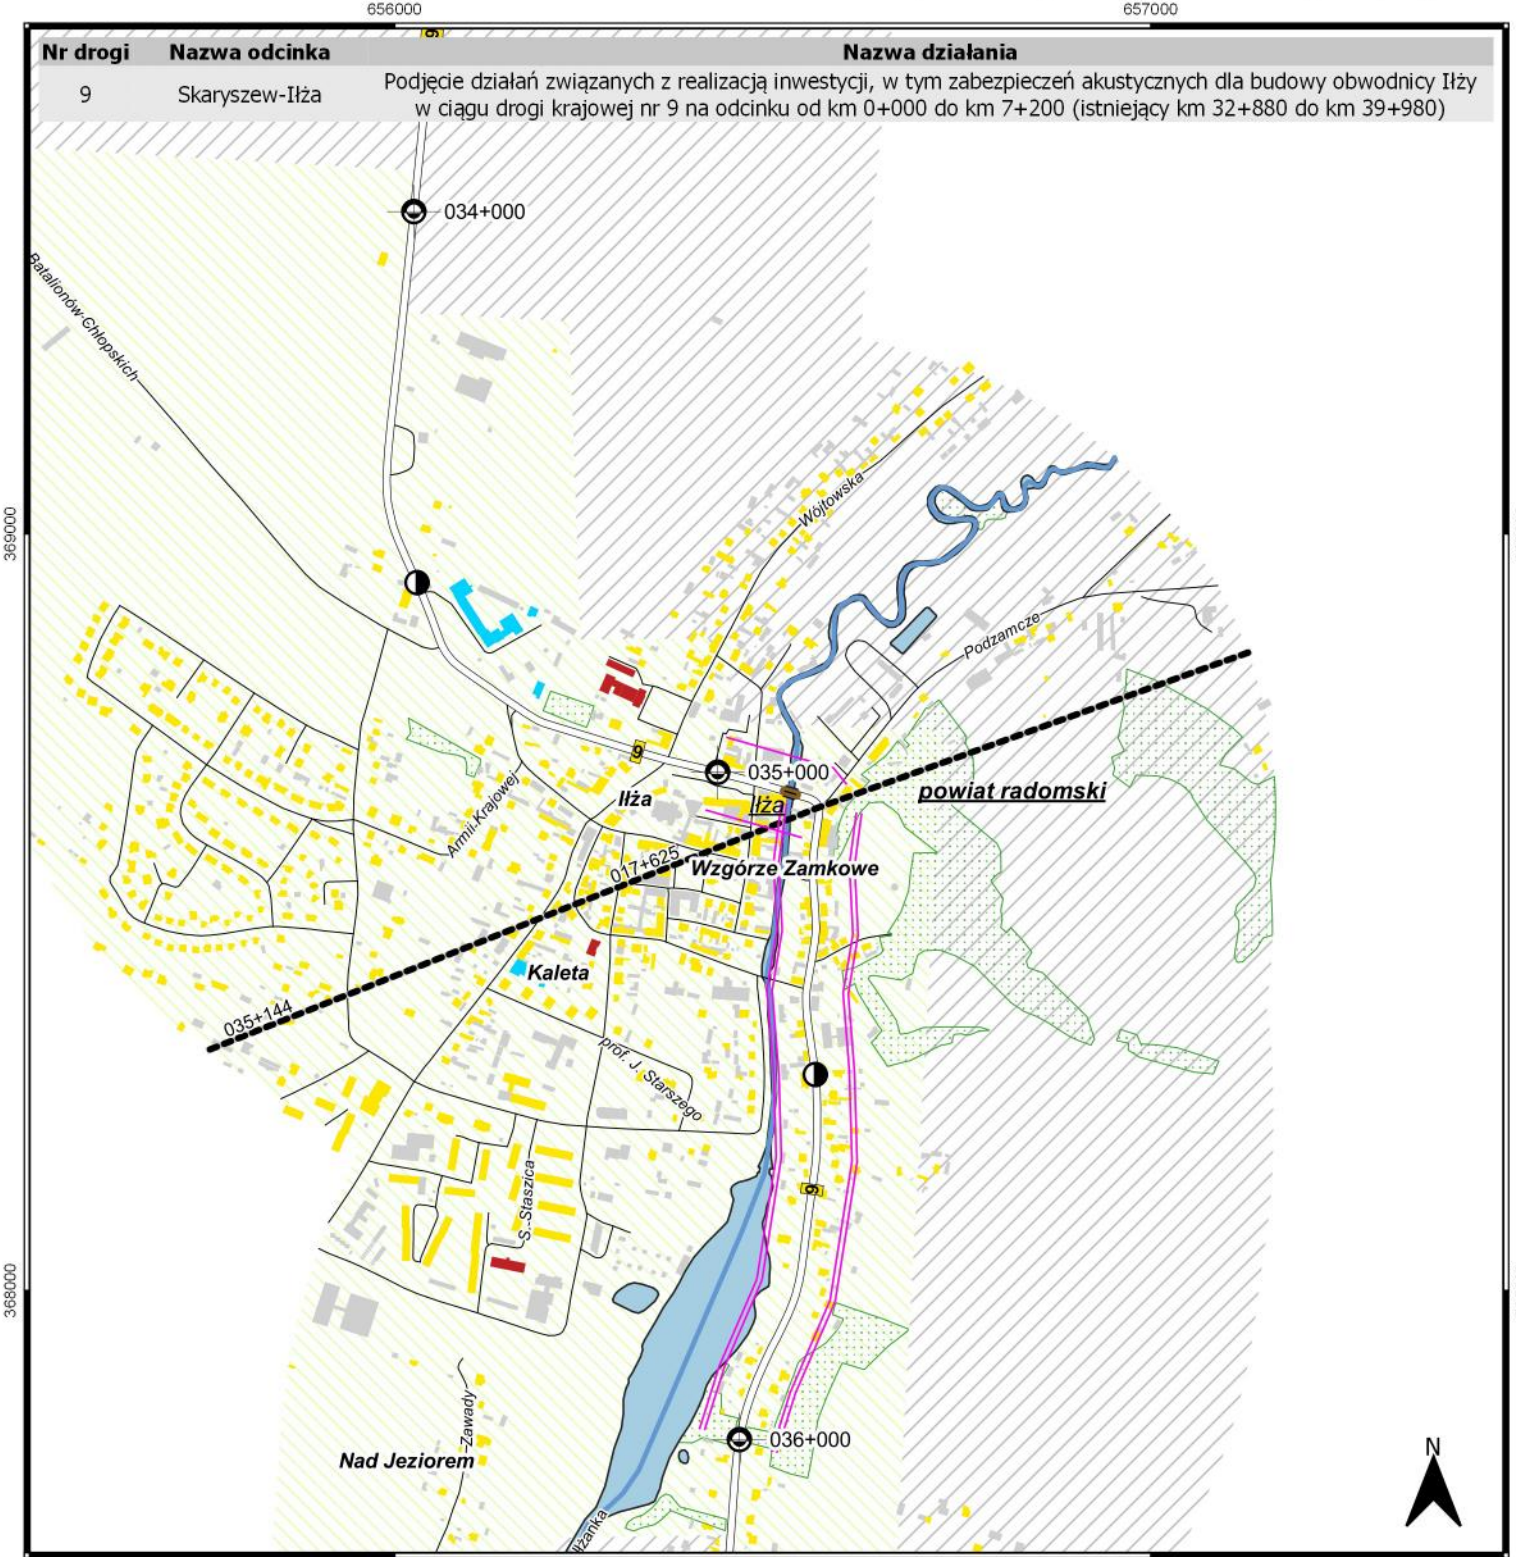 656000
657000
9
Nr drogi
Nazwa odcinka
Nazwa działania
9
Skaryszew-Iłża
Podjęcie działań związanych z realizacją inwestycji, w tym zabezpieczeń akustycznych dla budowy obwodnicy Iłży
w ciągu drogi krajowej nr 9 na odcinku od km 0+000 do km 7+200 (istniejący km 32+880 do km 39+980)
034+000
Batalionów Chłopskich
369000
Wójtowska
Podzamcze
9
035+000
Iłża
Iłża
powiat radomski
Armii Krajowej
017+625
Wzgórze Zamkowe
Kaleta
035+144
prof. J. Starszego
S. Staszica
9
368000
Zawady
036+000
Nad Jeziorem
N
Iłżanka